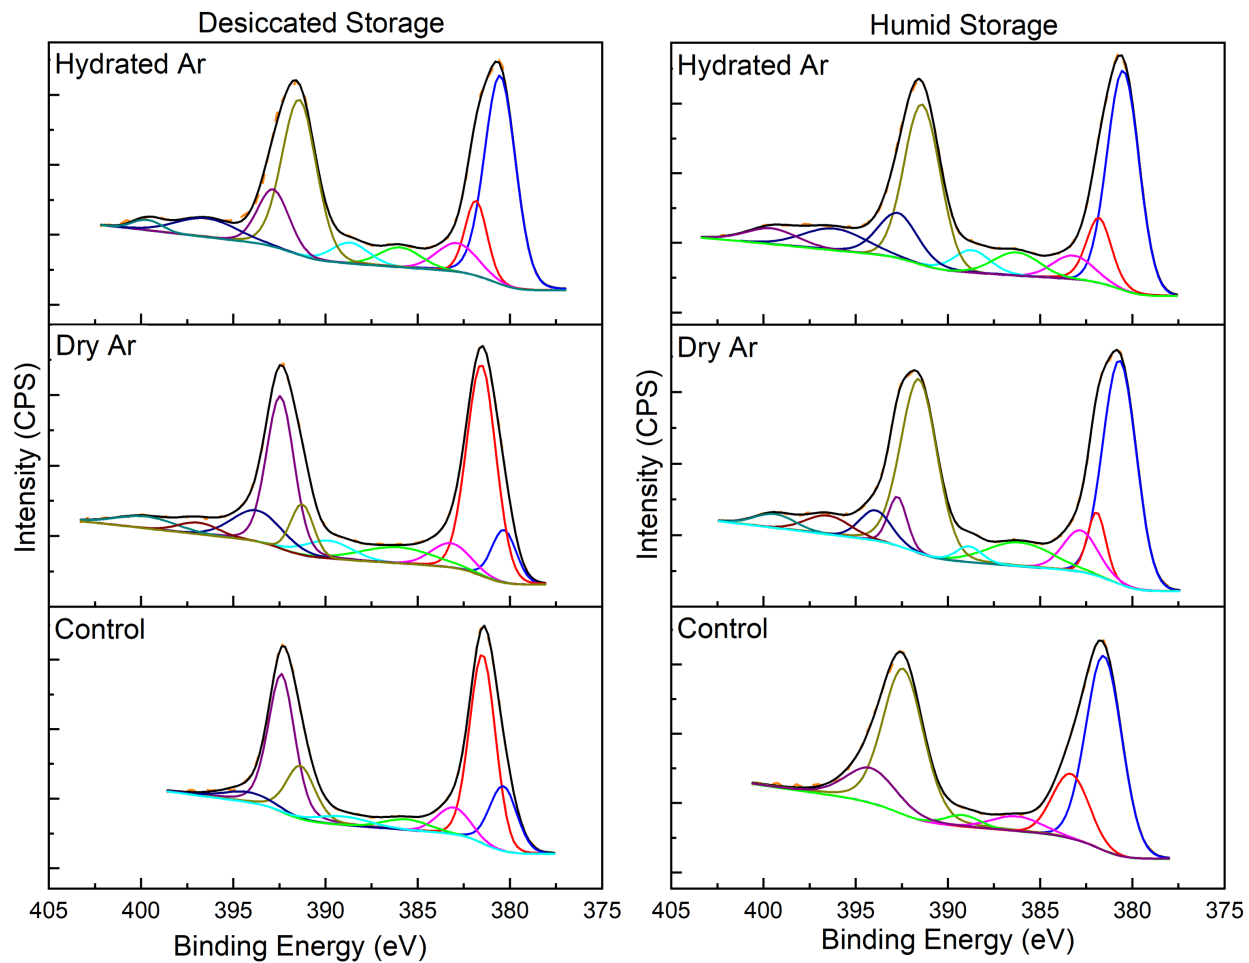 Desiccated Storage
Humid Storage
Hydrated Ar
Hydrated Ar
Dry Ar
Dry Ar
Control
Control
Intensity (CPS)
Intensity (CPS)
405 400 395 390 385 380 375
405 400 395 390 385 380 375
Binding Energy (eV)
Binding Energy (eV)